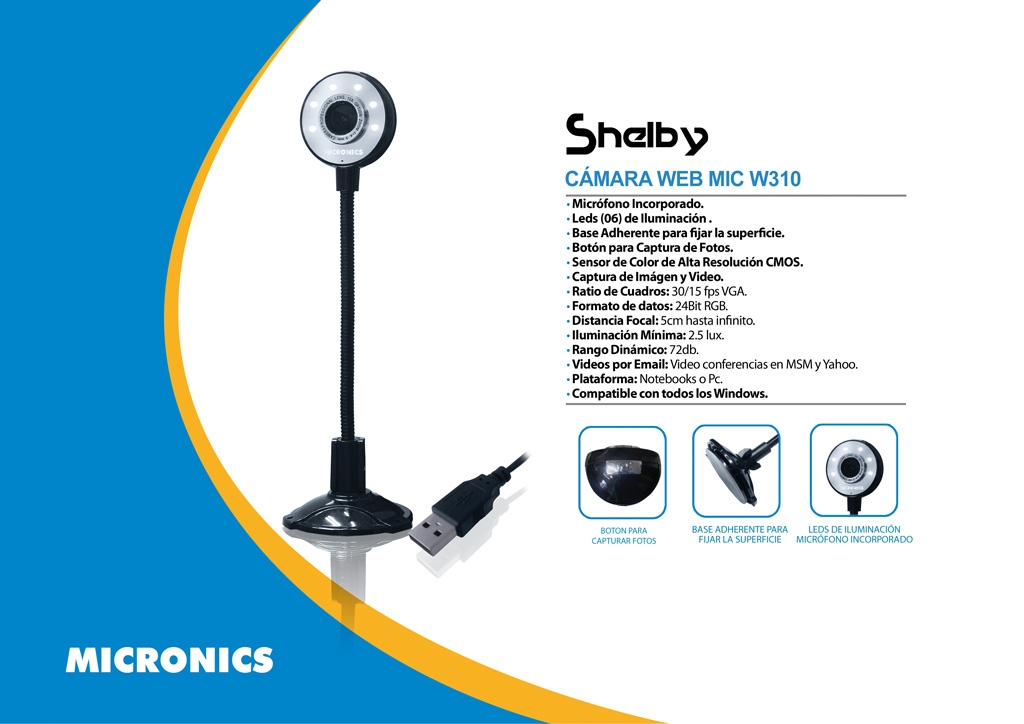 Shelby
CÁMARA WEB MIC W310
• Micrófono Incorporado.
• Leds (06) de Iluminación .
• Base Adherente para fijar la superficie.
• Botón para Captura de Fotos.
• Sensor de Color de Alta Resolución CMOS.
• Captura de Imágen y Video.
• Ratio de Cuadros: 30/15 fps VGA.
• Formato de datos: 24Bit RGB.
• Distancia Focal: 5cm hasta infinito.
• Iluminación Mínima: 2.5 lux.
• Rango Dinámico: 72db.
• Videos por Email: Video conferencias en MSM y Yahoo.
• Plataforma: Notebooks o Pc.
• Compatible con todos los Windows.
BOTON PARA
CAPTURAR FOTOS
BASE ADHERENTE PARA
FIJAR LA SUPERFICIE
LEDS DE ILUMINACIÓN
MICRÓFONO INCORPORADO
MICRONICS
MICRONICS